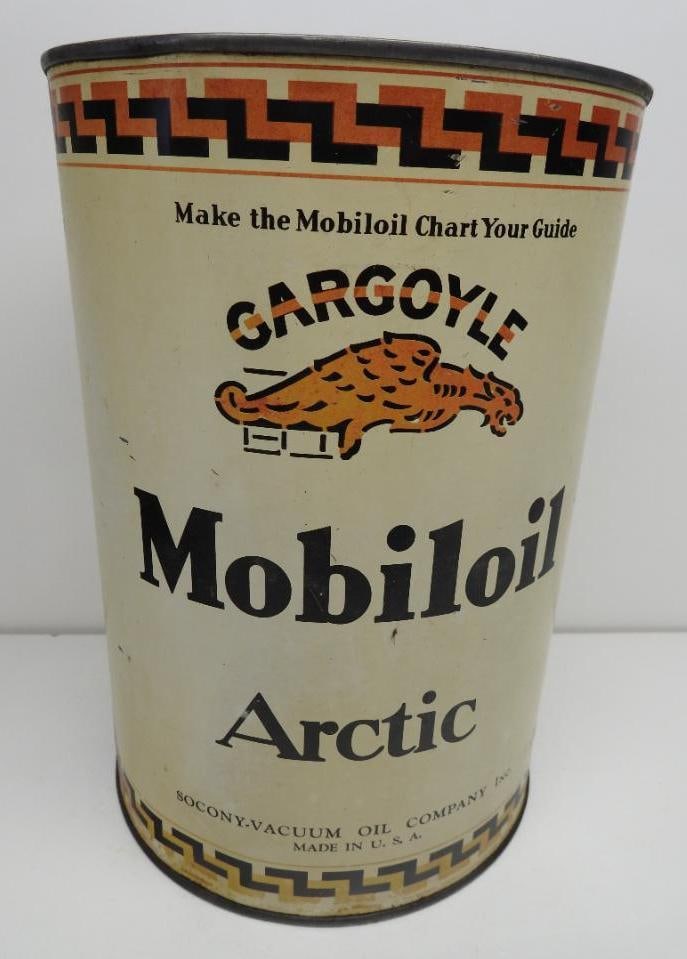 Make the Mobiloil Chart Your Guide
GARGOYLE
Mobiloil
Arctic
SOCONY-VACUUM OIL COMPANY INC.
MADE IN U. S. A.